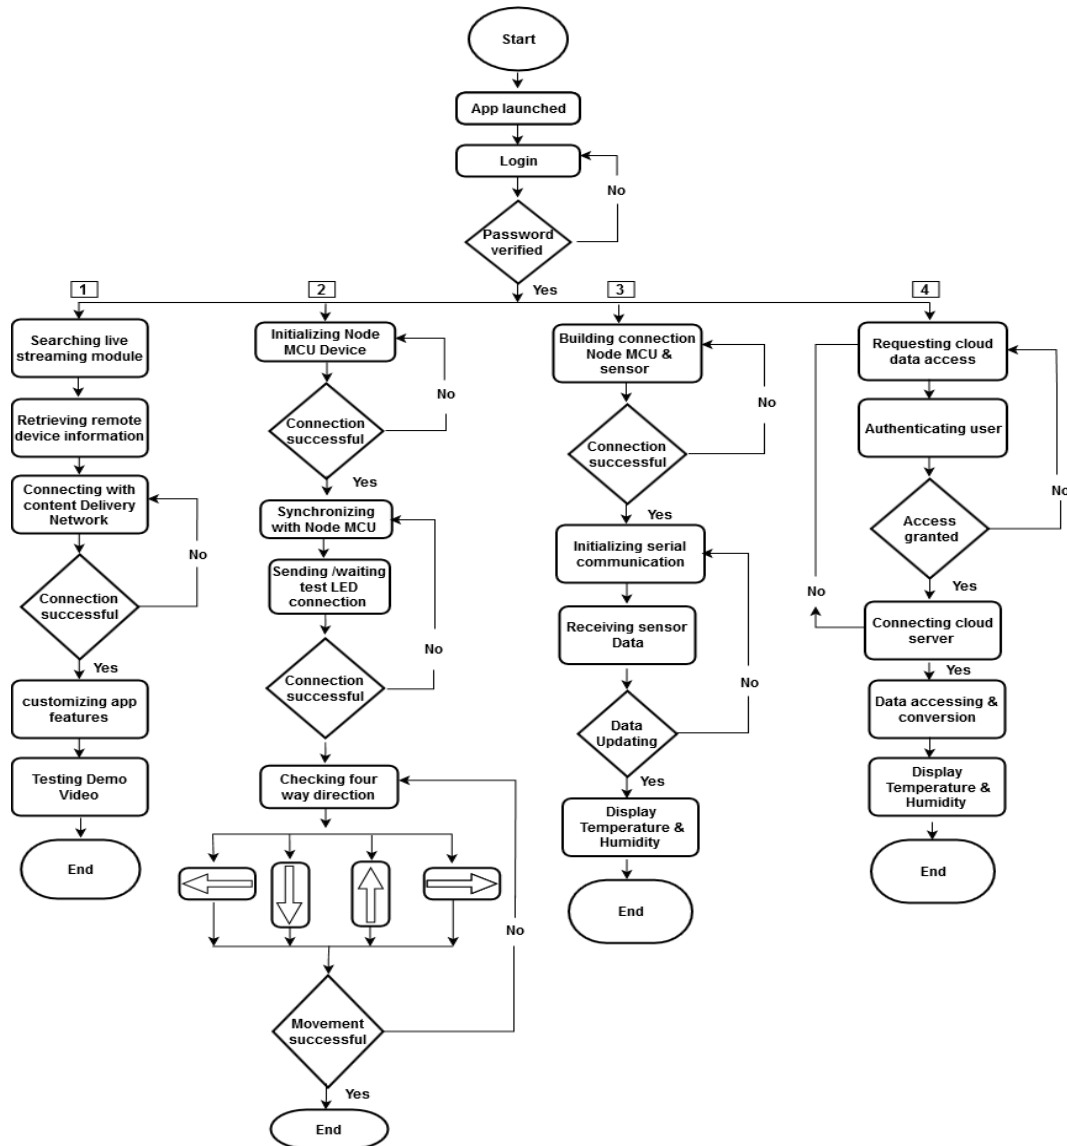 Start
App launched
Login
No
Password
verified
Yes
1
Searching live
streaming module
Retrieving remote
device information
Connecting with
content Delivery
Network
No
Connection
successful
Yes
customizing app
features
Testing Demo
Video
End
2
Initializing Node
MCU Device
No
Connection
successful
Yes
Synchronizing
with Node MCU
Sending /waiting
test LED
connection
No
Connection
successful
Checking four
way direction
No
Movement
successful
Yes
End
3
Building connection
Node MCU &
sensor
No
Connection
successful
Yes
Initializing serial
communication
Receiving sensor
Data
No
Data
Updating
Yes
Display
Temperature &
Humidity
End
4
Requesting cloud
data access
Authenticating user
No
Access
granted
Yes
No
Connecting cloud
server
Yes
Data accessing &
conversion
Display
Temperature &
Humidity
End